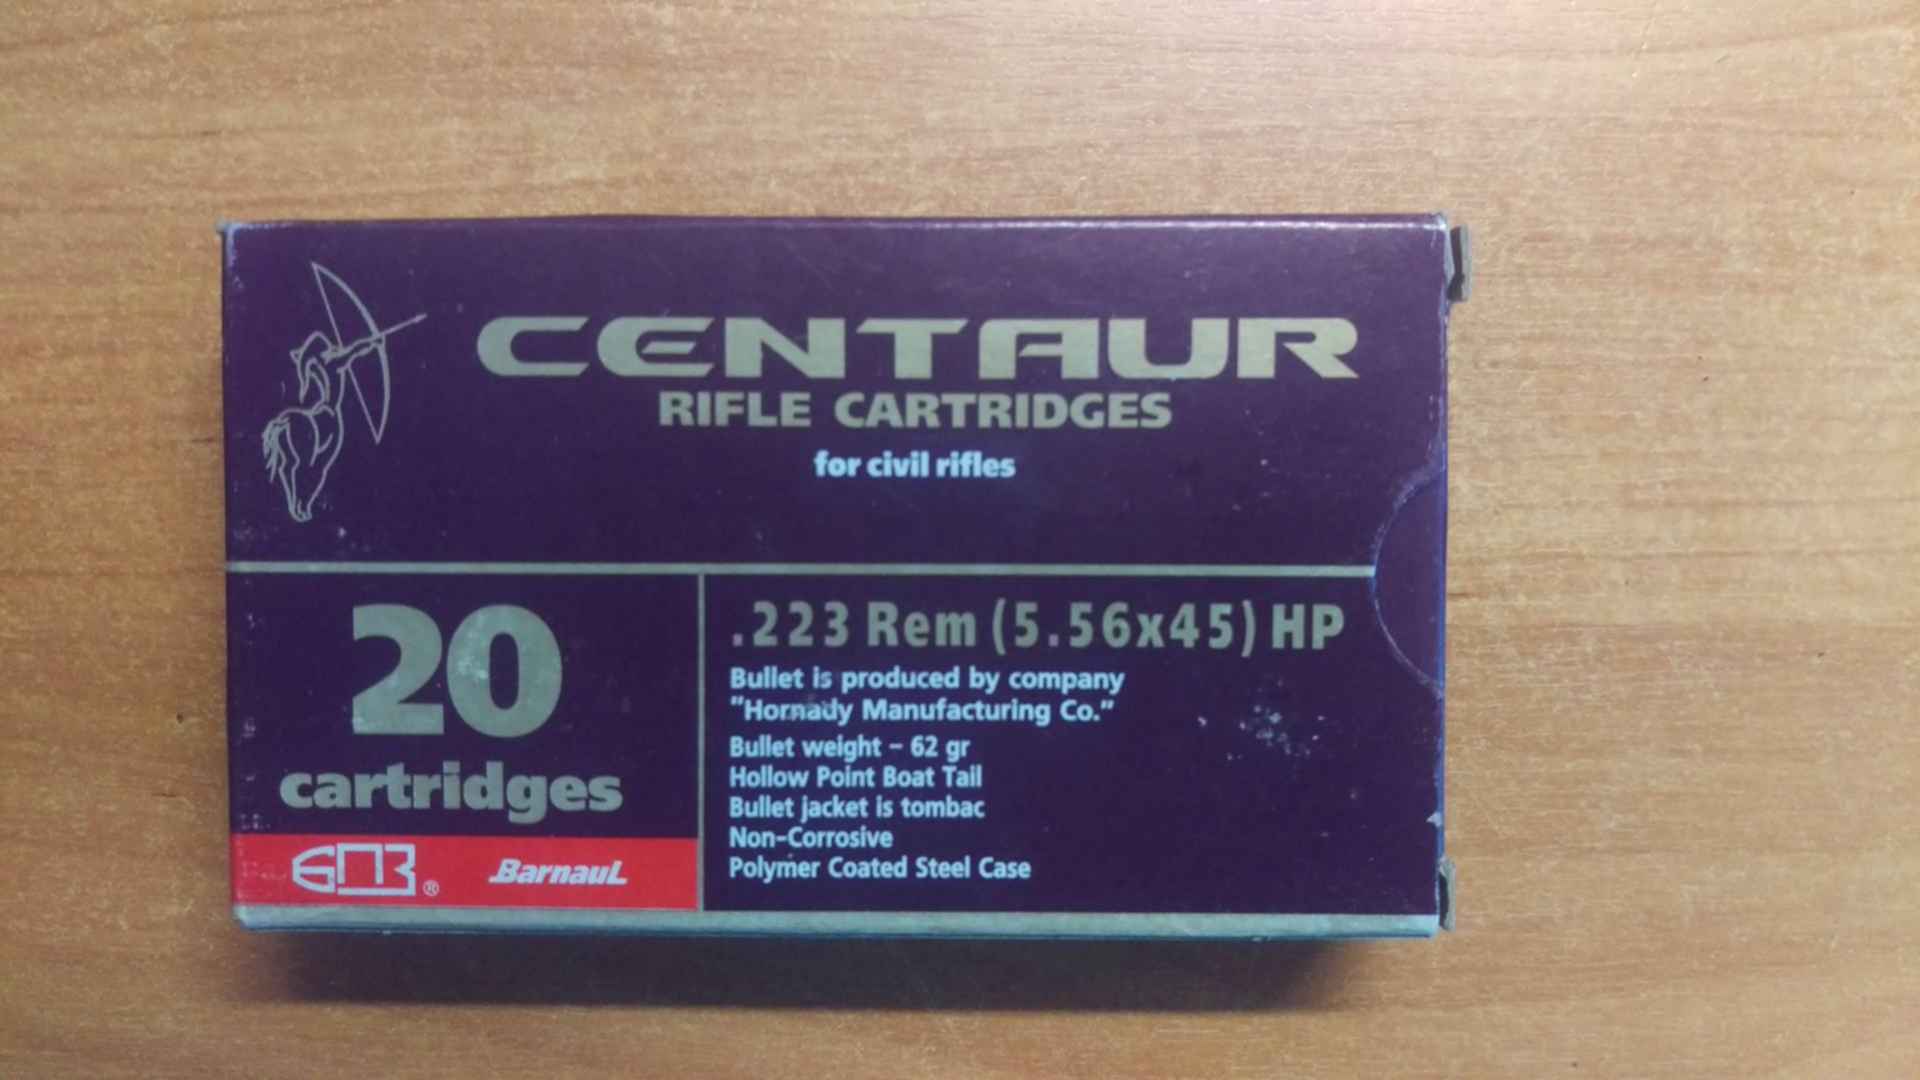 CENTAUR
RIFLE CARTRIDGES
for civil rifles
20
cartridges
БПЗ ®
Barnaul
.223 Rem (5.56x45) HP
Bullet is produced by company
"Hornady Manufacturing Co."
Bullet weight – 62 gr
Hollow Point Boat Tail
Bullet jacket is tombac
Non-Corrosive
Polymer Coated Steel Case